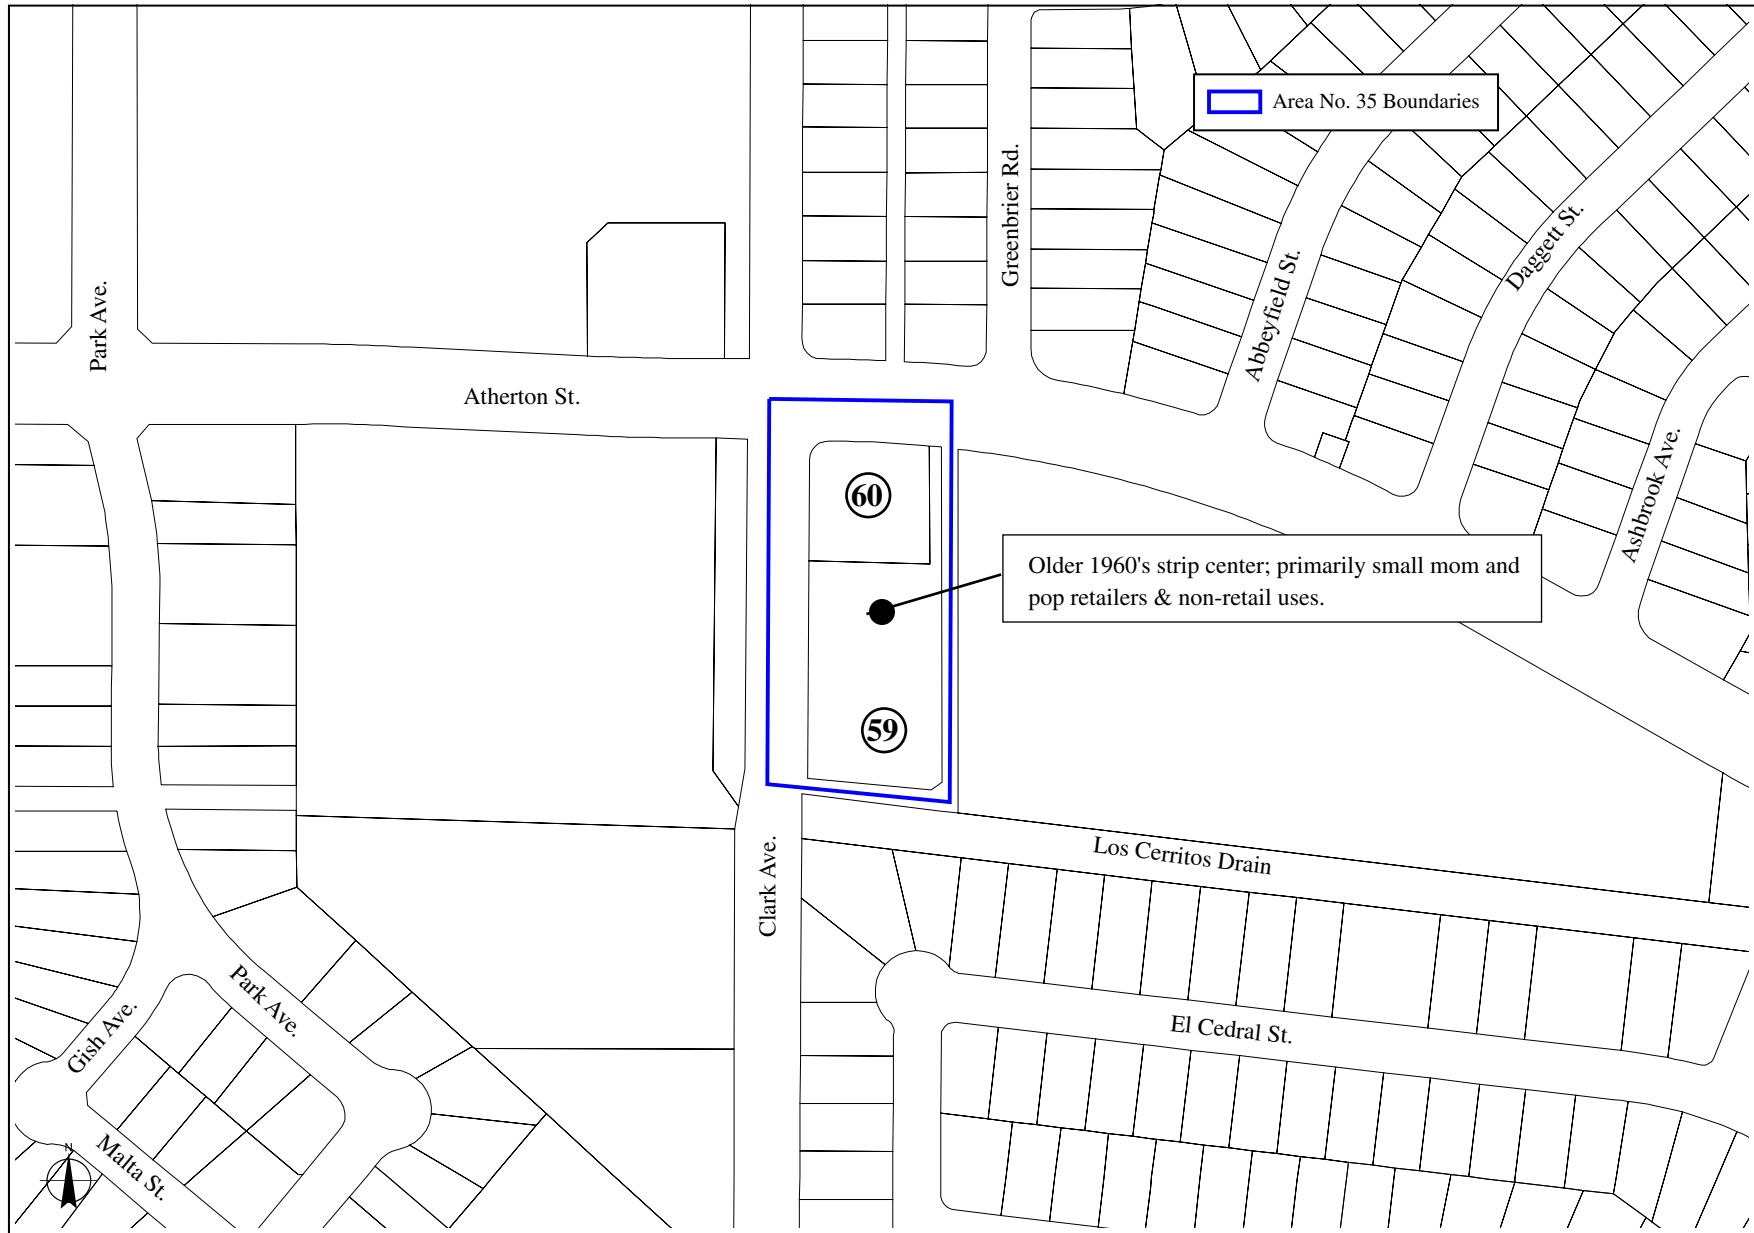 Area No. 35 Boundaries
Greenbrier Rd.
Daggett St.
Abbeyfield St.
Park Ave.
Atherton St.
Ashbrook Ave.
60
Older 1960's strip center; primarily small mom and
pop retailers & non-retail uses.
59
Clark Ave.
Los Cerritos Drain
Park Ave.
Gish Ave.
El Cedral St.
Malta St.
N